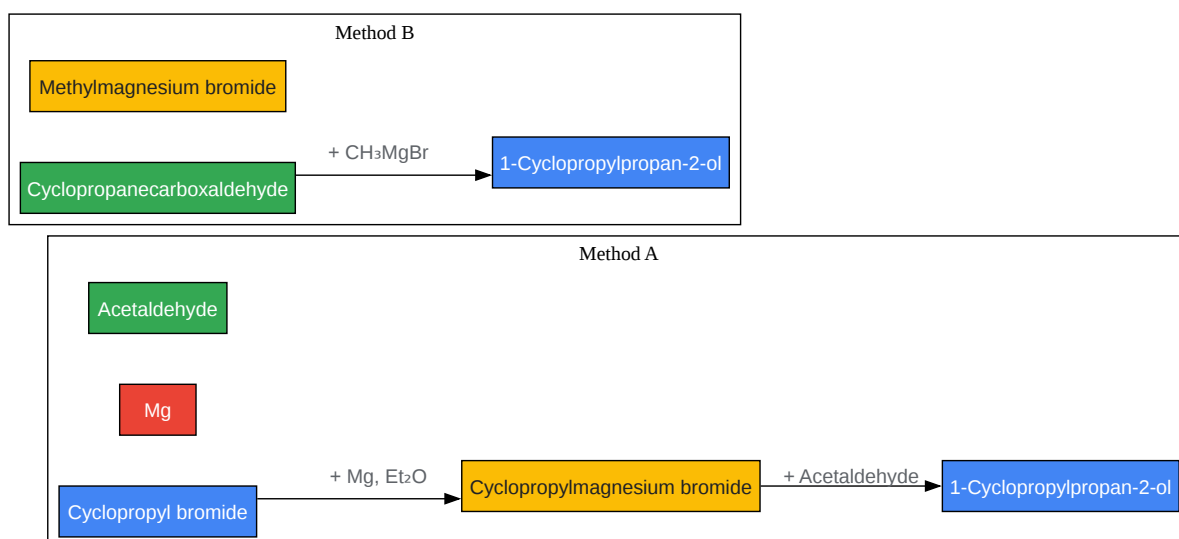 Method B
Methylmagnesium bromide
+ CH₃MgBr
1-Cyclopropylpropan-2-ol
Cyclopropanecarboxaldehyde
Method A
Acetaldehyde
Mg
+ Mg, Et₂O
Cyclopropylmagnesium bromide
+ Acetaldehyde
1-Cyclopropylpropan-2-ol
Cyclopropyl bromide